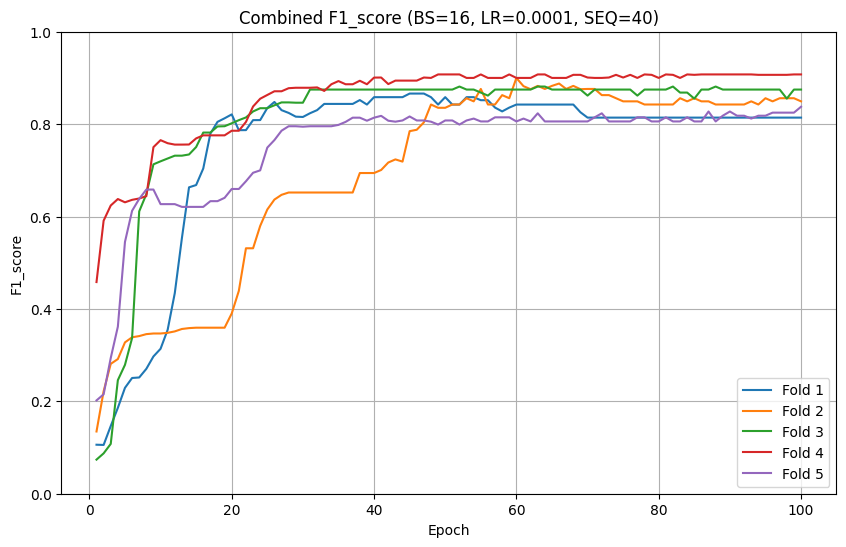 Combined F1_score (BS=16, LR=0.0001, SEQ=40)
F1_score
1.0
0.8
0.6
0.4
0.2
0.0
0 20 40 60 80 100
Epoch
Fold 1
Fold 2
Fold 3
Fold 4
Fold 5